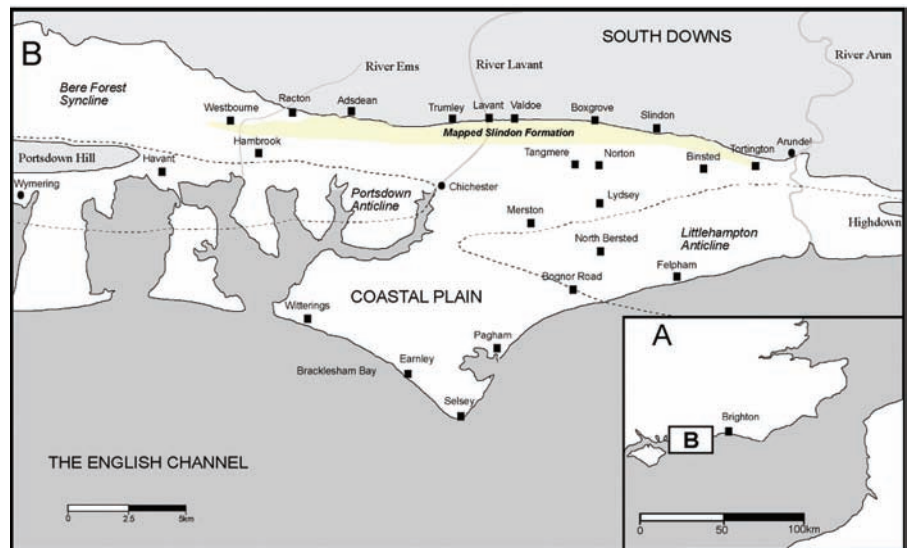 B
SOUTH DOWNS
River Ems
River Lavant
River Arun
Bere Forest
Syncline
Westbourne
Racton
Adsdean
Trumley
Lavant
Valdoe
Boxgrove
Slindon
Mapped Slindon Formation
Tortington
Arundel
Portsdown Hill
Havant
Hambrook
Tangmere
Norton
Binsted
Wymering
Portsdown
Anticline
Chichester
Lydsey
Merston
Highdown
Littlehampton
Anticline
North Bersted
Bognor Road
Felpham
COASTAL PLAIN
Witterings
Pagham
Bracklesham Bay
Earnley
Selsey
THE ENGLISH CHANNEL
0
2.5
5km
A
Brighton
B
0
50
100km